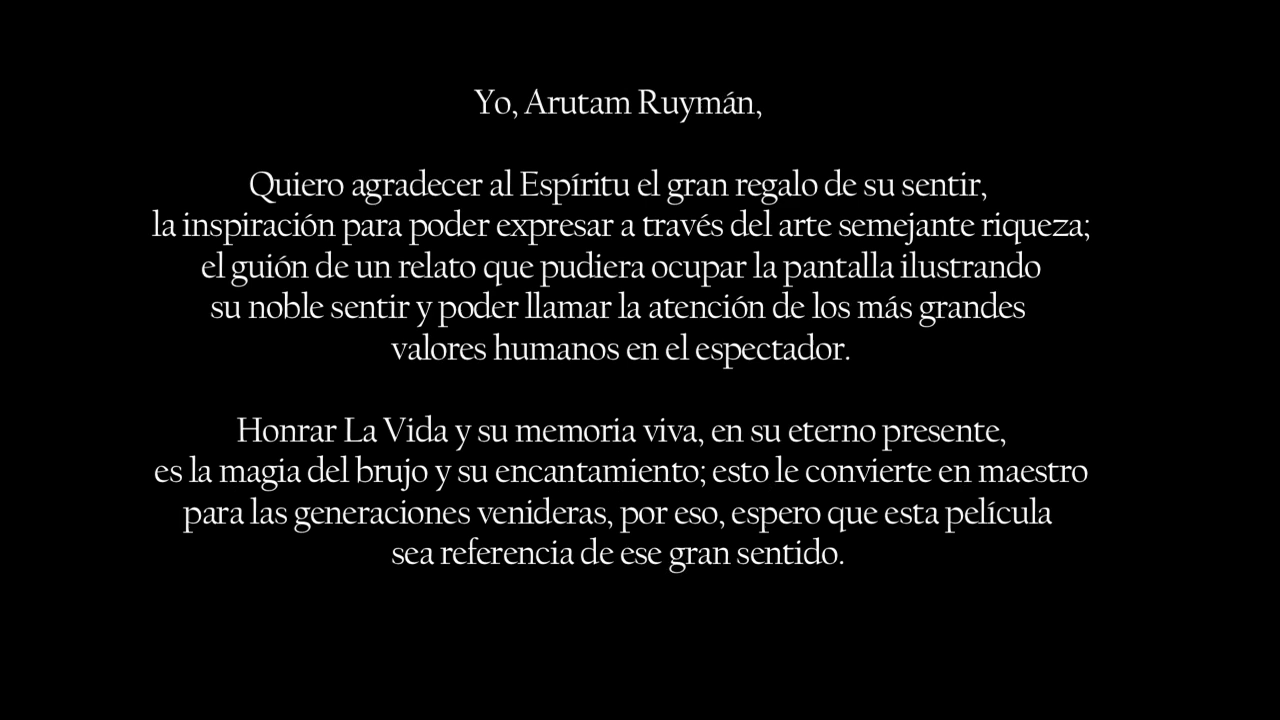 Yo, Arutam Ruymán,
Quiero agradecer al Espíritu el gran regalo de su sentir,
la inspiración para poder expresar a través del arte semejante riqueza;
el guión de un relato que pudiera ocupar la pantalla ilustrando
su noble sentir y poder llamar la atención de los más grandes
valores humanos en el espectador.
Honrar La Vida y su memoria viva, en su eterno presente,
es la magia del brujo y su encantamiento; esto le convierte en maestro
para las generaciones venideras, por eso, espero que esta película
sea referencia de ese gran sentido.